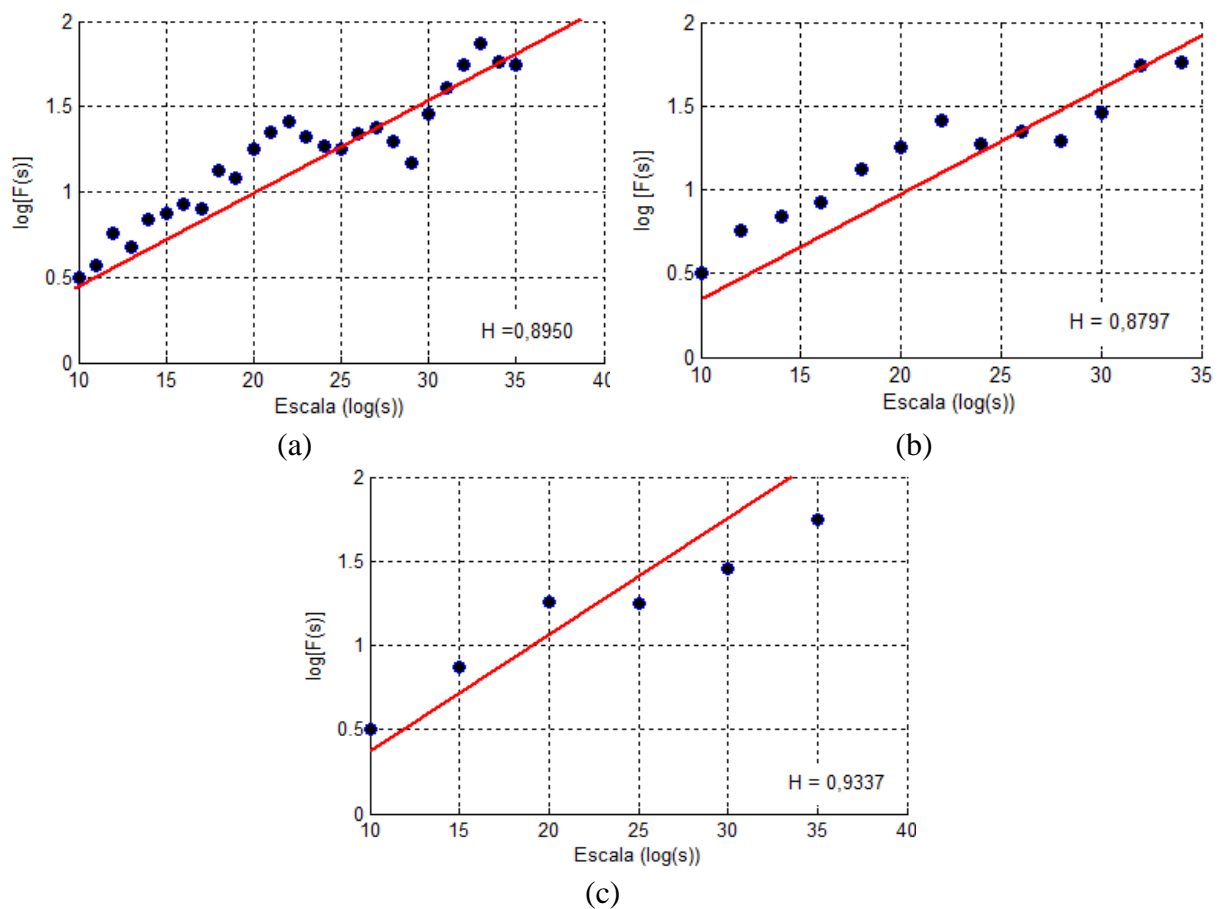 2
1.5
1
0.5
0
log[F(s)]
H =0,8950
10 15 20 25 30 35 40
Escala (log(s))
(a)
2
1.5
1
0.5
0
log [F(s)]
H = 0,8797
10 15 20 25 30 35
Escala (log(s))
(b)
2
1.5
1
0.5
0
log[F(s)]
H = 0,9337
10 15 20 25 30 35 40
Escala (log(s))
(c)